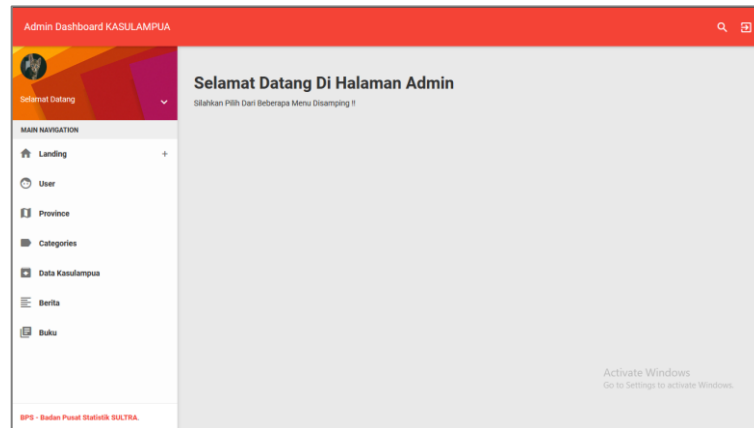 Admin Dashboard KASULAMPUA
Selamat Datang
MAIN NAVIGATION
Landing +
User
Province
Categories
Data Kasulampua
Berita
Buku
BPS - Badan Pusat Statistik SULTRA.
Selamat Datang Di Halaman Admin
Silahkan Pilih Dari Beberapa Menu Disamping !!
Activate Windows
Go to Settings to activate Windows.